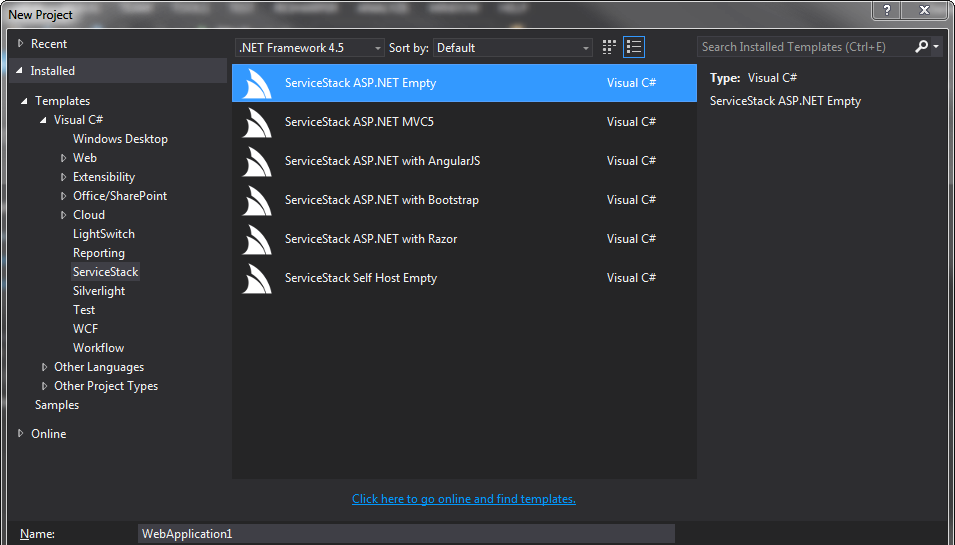 New Project
?
Recent
Installed
Templates
Visual C#
Windows Desktop
Web
Extensibility
Office/SharePoint
Cloud
LightSwitch
Reporting
ServiceStack
Silverlight
Test
WCF
Workflow
Other Languages
Other Project Types
Samples
Online
.NET Framework 4.5
Sort by: Default
ServiceStack ASP.NET Empty Visual C#
ServiceStack ASP.NET MVC5 Visual C#
ServiceStack ASP.NET with AngularJS Visual C#
ServiceStack ASP.NET with Bootstrap Visual C#
ServiceStack ASP.NET with Razor Visual C#
ServiceStack Self Host Empty Visual C#
Click here to go online and find templates.
Search Installed Templates (Ctrl+E)
Type: Visual C#
ServiceStack ASP.NET Empty
Name: WebApplication1